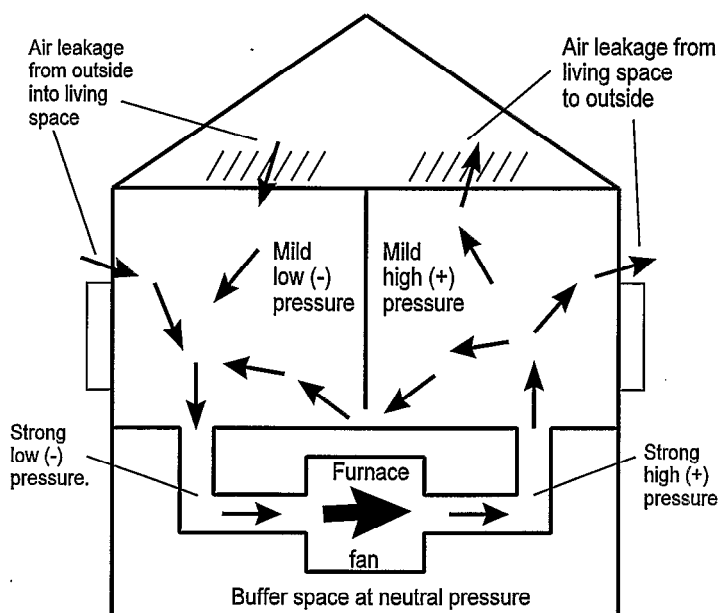 Air leakage
from outside
into living
space
Air leakage from
living space
to outside
Mild
low (-)
pressure
Mild
high (+)
pressure
Strong
low (-)
pressure.
Furnace
fan
Strong
high (+)
pressure
Buffer space at neutral pressure